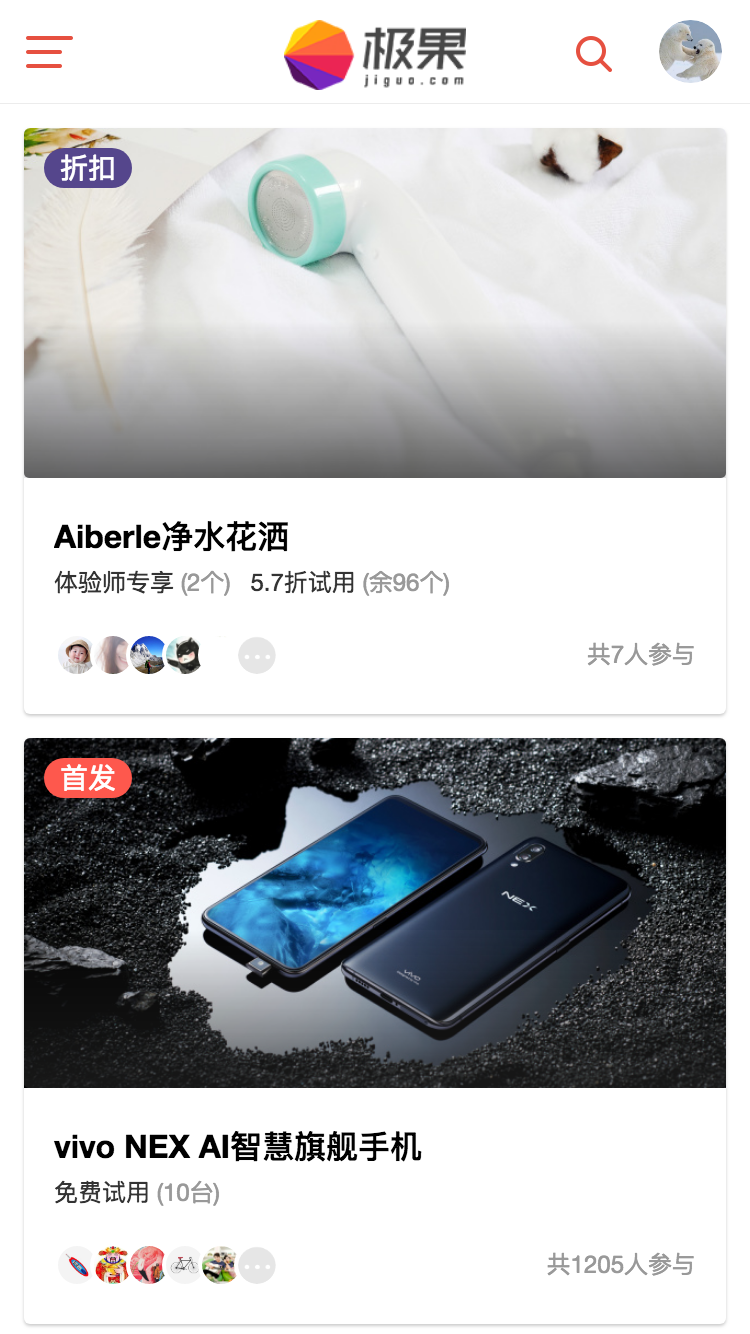 极果
jiguo.com
折扣
Aiberle净水花洒
体验师专享 (2个) 5.7折试用 (余96个)
共7人参与
首发
NEX
vivo
vivo NEX AI智慧旗舰手机
免费试用 (10台)
共1205人参与